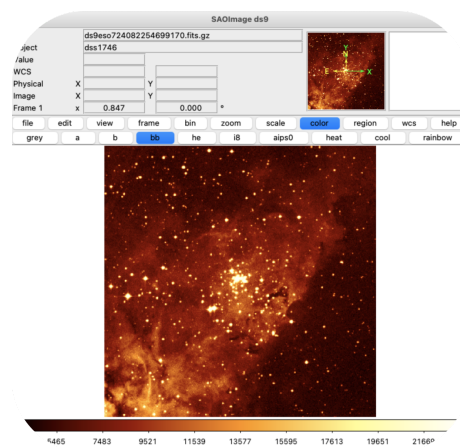 SAOImage ds9
ds9eso724082254699170.fits.gz
dss1746
WCS
Physical X Y
Image X Y
Frame 1 x 0.847 0.000 °
Y
N
E X
file edit view frame bin zoom scale color region wcs help
grey a b bb he i8 aips0 heat cool rainbow
7483 9521 11539 13577 15595 17613 19651